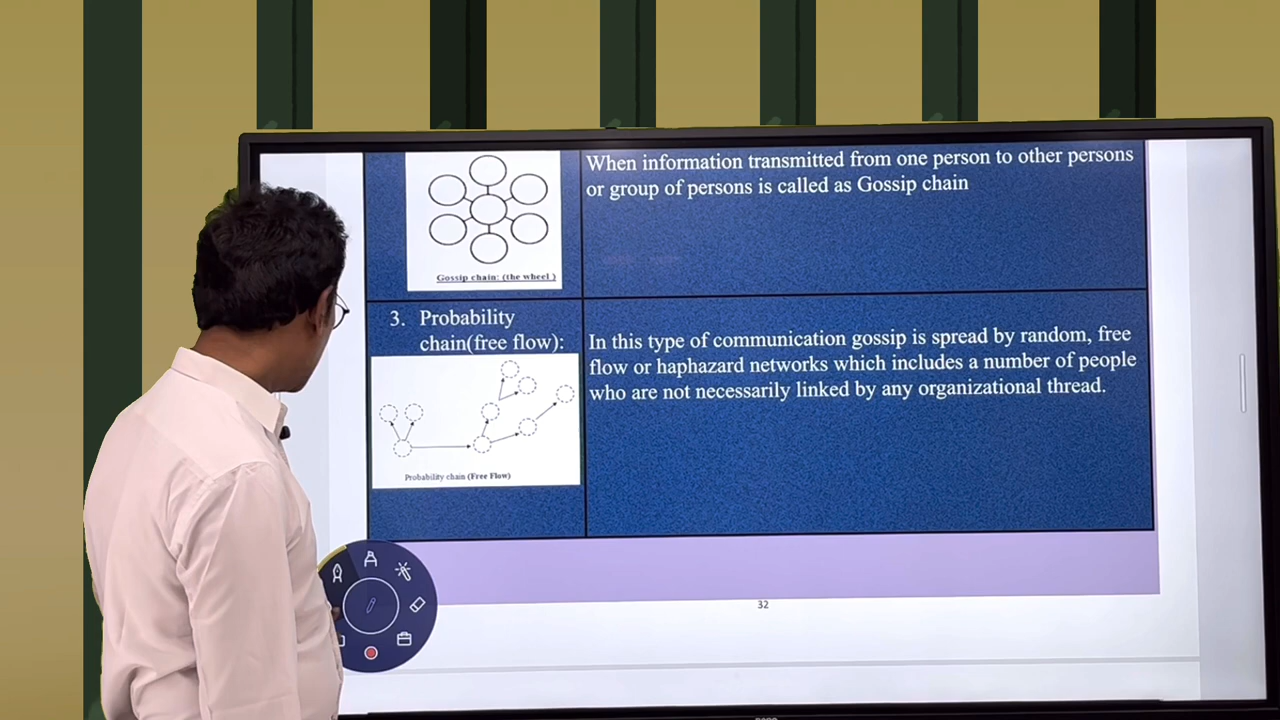 When information transmitted from one person to other persons
or group of persons is called as Gossip chain
Gossip chain: (the wheel )
3. Probability
chain(free flow):
In this type of communication gossip is spread by random, free
flow or haphazard networks which includes a number of people
who are not necessarily linked by any organizational thread.
Probability chain (Free Flow)
32